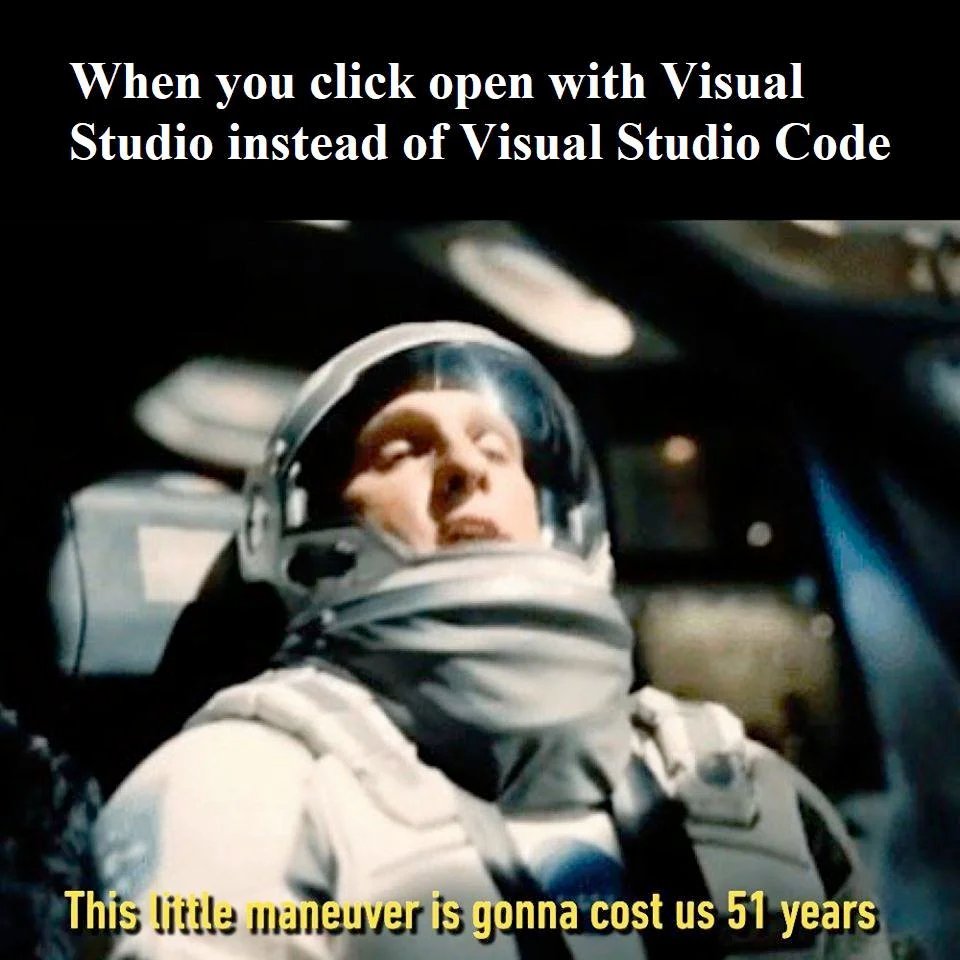 When you click open with Visual
Studio instead of Visual Studio Code
This little maneuver is gonna cost us 51 years